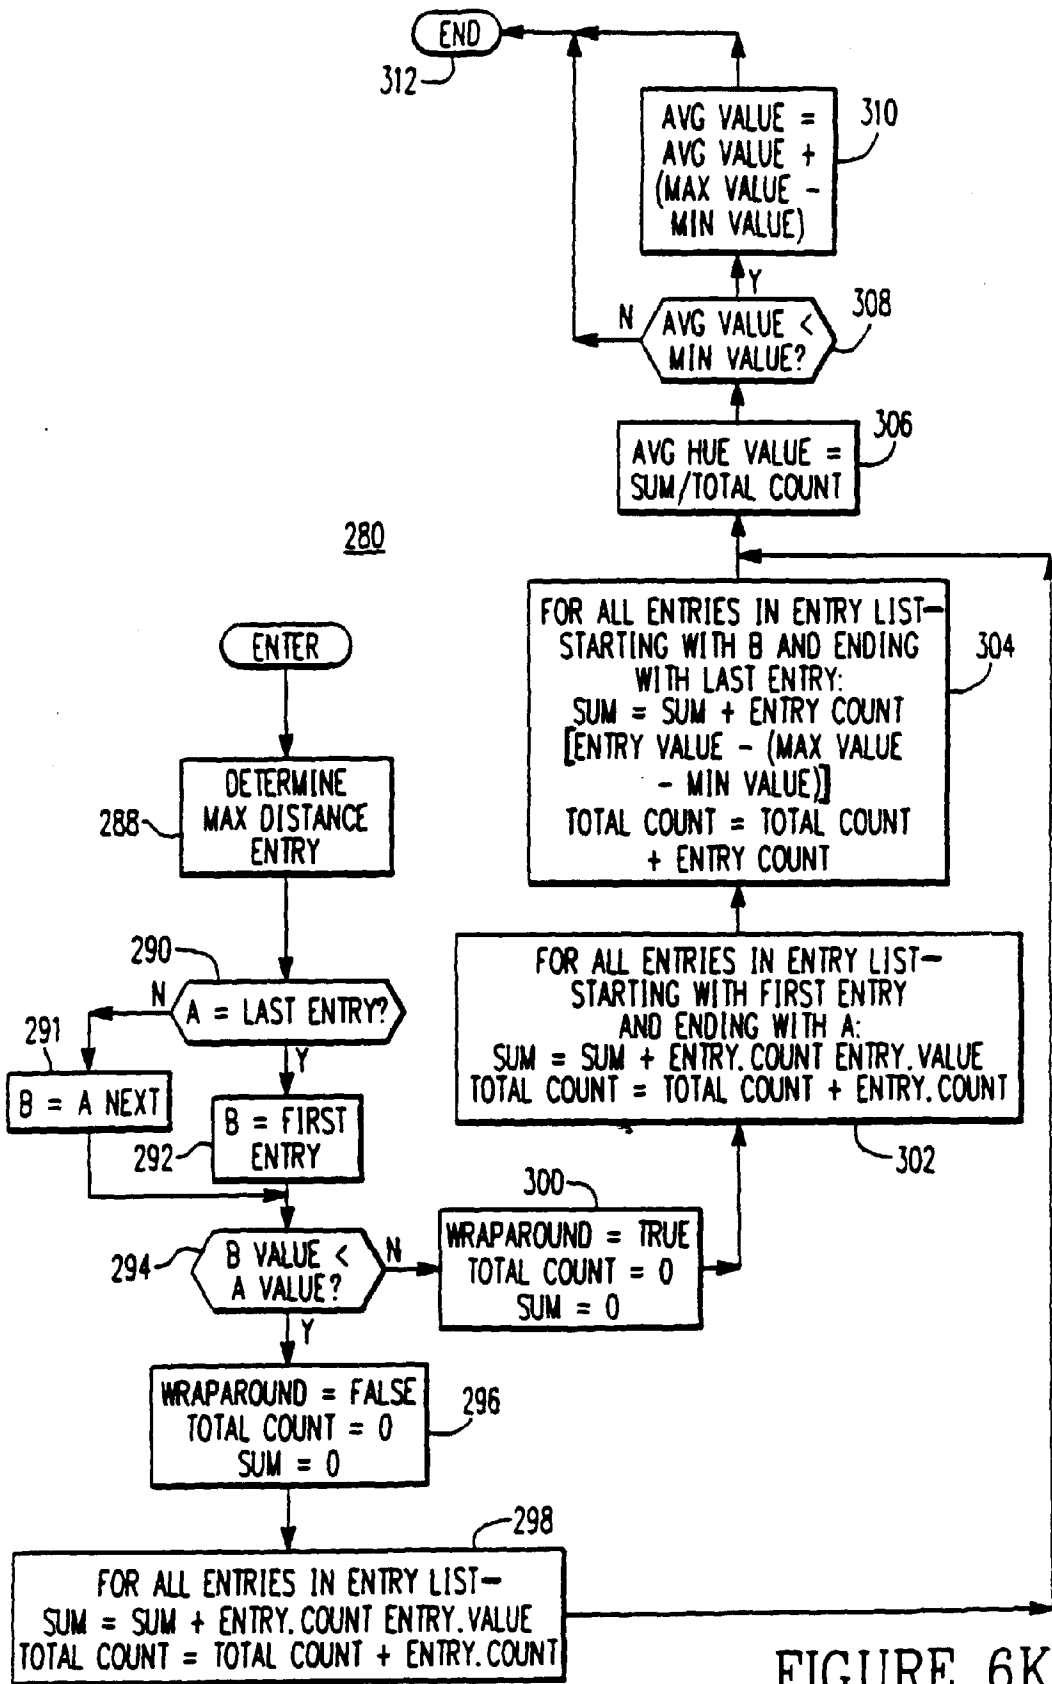 END
312
AVG VALUE =
AVG VALUE +
(MAX VALUE -
MIN VALUE)
310
Y
N
AVG VALUE <
MIN VALUE?
308
AVG HUE VALUE =
SUM/TOTAL COUNT
306
280
ENTER
FOR ALL ENTRIES IN ENTRY LIST-
STARTING WITH B AND ENDING
WITH LAST ENTRY:
SUM = SUM + ENTRY COUNT
[ENTRY VALUE - (MAX VALUE
- MIN VALUE)]
TOTAL COUNT = TOTAL COUNT
+ ENTRY COUNT
304
DETERMINE
MAX DISTANCE
ENTRY
288
290
N
A = LAST ENTRY?
Y
291
B = A NEXT
B = FIRST
ENTRY
292
FOR ALL ENTRIES IN ENTRY LIST-
STARTING WITH FIRST ENTRY
AND ENDING WITH A:
SUM = SUM + ENTRY.COUNT ENTRY.VALUE
TOTAL COUNT = TOTAL COUNT + ENTRY.COUNT
302
294
B VALUE <
A VALUE?
N
Y
300
WRAPAROUND = TRUE
TOTAL COUNT = 0
SUM = 0
WRAPAROUND = FALSE
TOTAL COUNT = 0
SUM = 0
296
298
FOR ALL ENTRIES IN ENTRY LIST-
SUM = SUM + ENTRY.COUNT ENTRY.VALUE
TOTAL COUNT = TOTAL COUNT + ENTRY.COUNT
FIGURE 6K